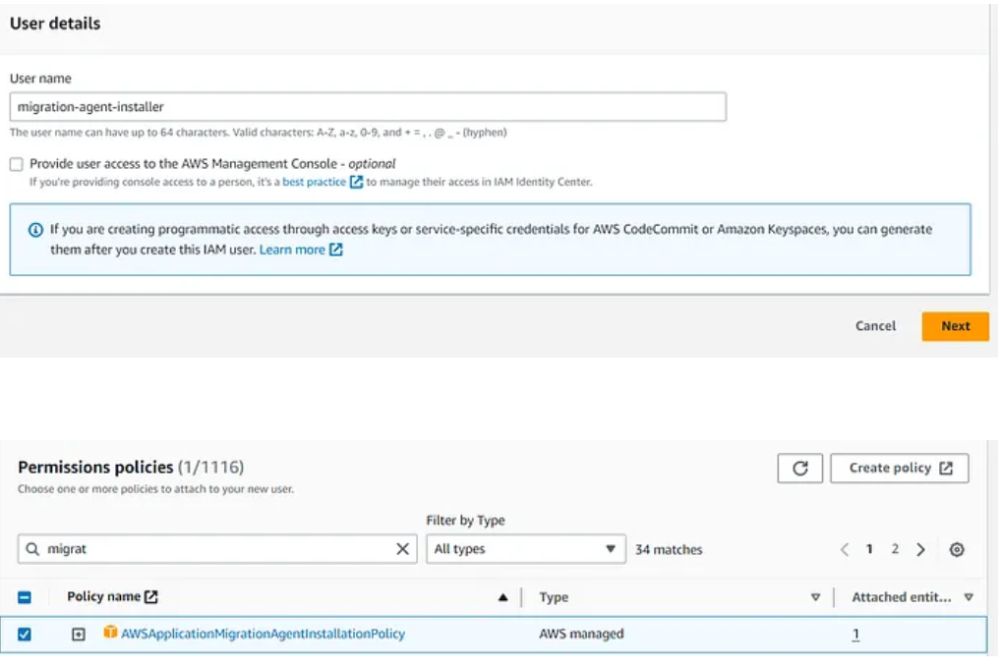 User details
User name
migration-agent-installer
The user name can have up to 64 characters. Valid characters: A-Z, a-z, 0-9, and + = , . @ _ - (hyphen)
Provide user access to the AWS Management Console - optional
If you're providing console access to a person, it's a best practice to manage their access in IAM Identity Center.
If you are creating programmatic access through access keys or service-specific credentials for AWS CodeCommit or Amazon Keyspaces, you can generate
them after you create this IAM user. Learn more
Cancel Next
Permissions policies (1/1116)
Create policy
Choose one or more policies to attach to your new user.
Filter by Type
migrat All types 34 matches 1 2
Policy name Type Attached entit...
AWSApplicationMigrationAgentInstallationPolicy AWS managed 1